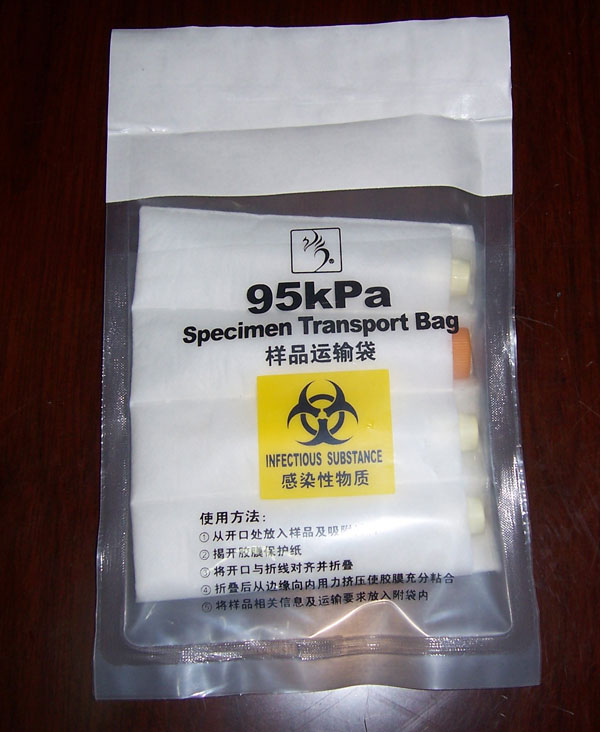 ®
95kPa
Specimen Transport Bag
样品运输袋
INFECTIOUS SUBSTANCE
感染性物质
使用方法：
①从开口处放入样品及吸附
②揭开胶膜保护纸
③将开口与折线对齐并折叠
④折叠后从边缘向内用力挤压使胶膜充分粘合
⑤将样品相关信息及运输要求放入附袋内